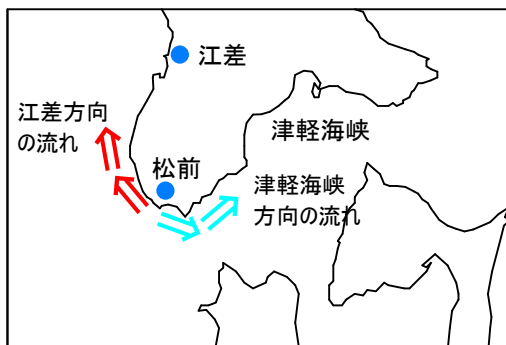 江差
江差方向
の流れ
津軽海峡
松前
津軽海峡
方向の流れ